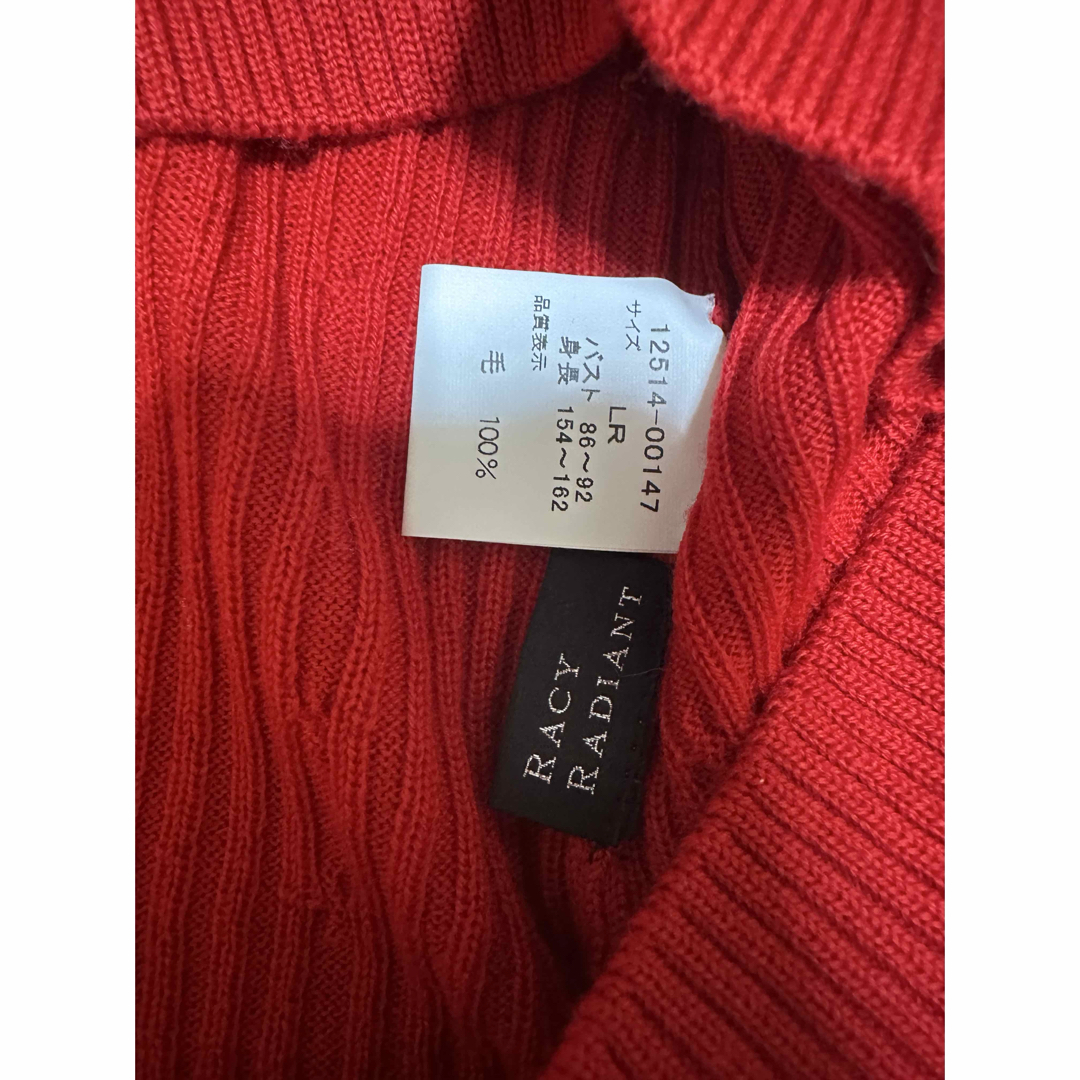 12514-00147
サイズ LR
バスト 86～92
身長 154～162
品質表示
毛 100%
RACY
RADIANT